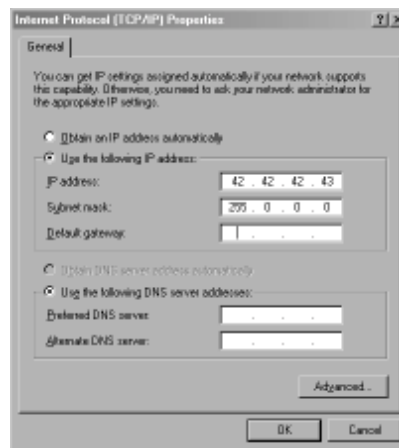 Internet Protocol (TCP/IP) Properties
General
You can get IP settings assigned automatically if your network supports
this capability. Otherwise, you need to ask your network administrator for
the appropriate IP settings.
Obtain an IP address automatically
Use the following IP address:
IP address: 42 . 42 . 42 . 43
Subnet mask: 255 . 0 . 0 . 0
Default gateway: . . .
Obtain DNS server address automatically
Use the following DNS server addresses:
Preferred DNS server: . . .
Alternate DNS server: . . .
Advanced...
OK Cancel